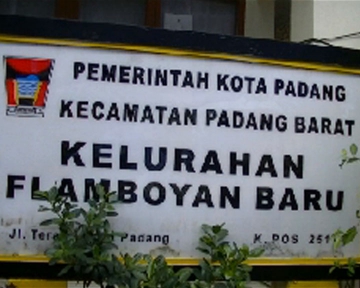 PEMERINTAH KOTA PADANG
KECAMATAN PADANG BARAT
KELURAHAN
FLAMBOYAN BARU
Jl. Padang K. POS